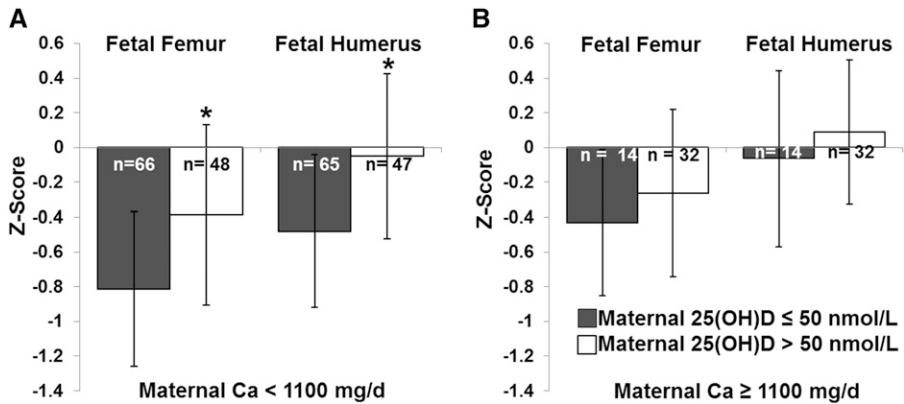 A
B
Fetal Femur
Fetal Humerus
Fetal Femur
Fetal Humerus
0.6
0.4
0.2
0
-0.2
-0.4
-0.6
-0.8
-1
-1.2
-1.4
Z-Score
*
*
n=66
n= 48
n= 65
n= 47
Maternal Ca < 1100 mg/d
0.6
0.4
0.2
0
-0.2
-0.4
-0.6
-0.8
-1
-1.2
-1.4
Z-Score
n = 14
n = 32
n = 14
n = 32
Maternal 25(OH)D ≤ 50 nmol/L
Maternal 25(OH)D > 50 nmol/L
Maternal Ca ≥ 1100 mg/d